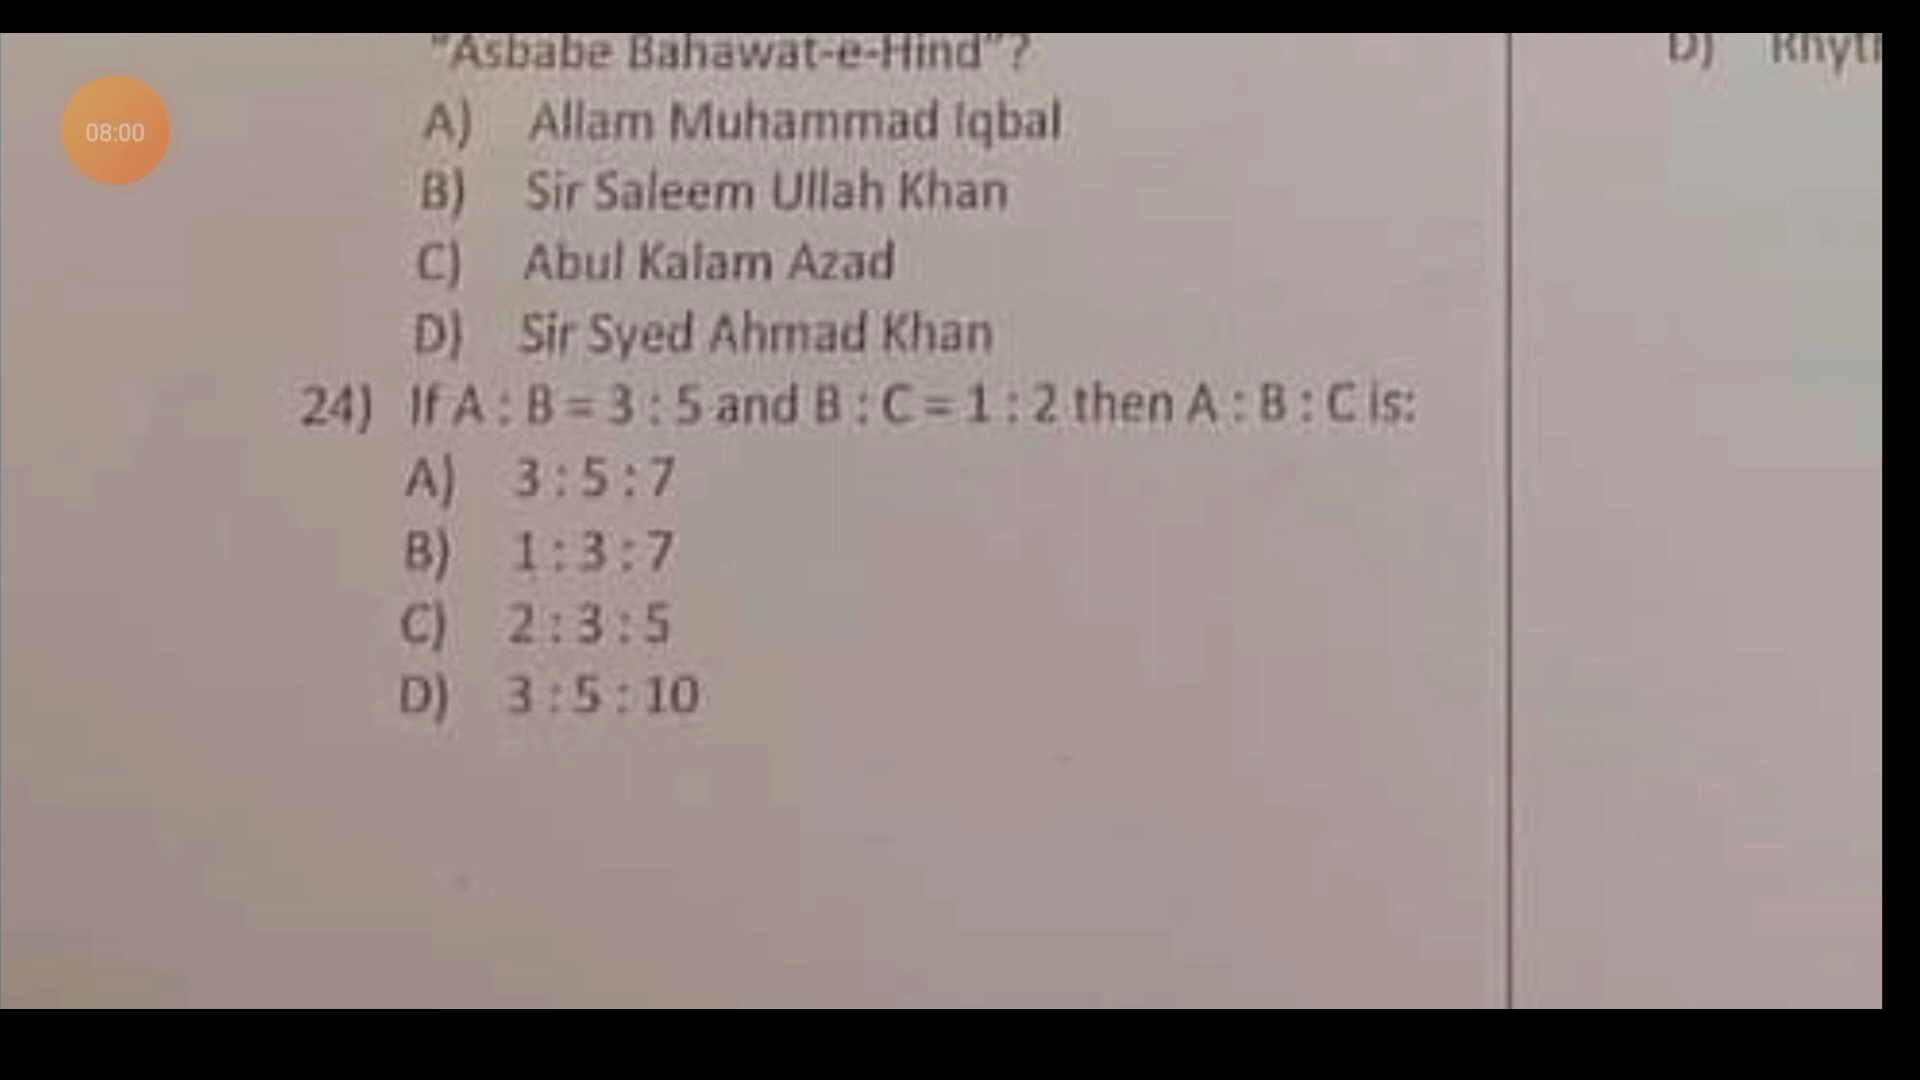 "Asbabe Bahawat-e-Hind"?
A) Allam Muhammad Iqbal
B) Sir Saleem Ullah Khan
C) Abul Kalam Azad
D) Sir Syed Ahmad Khan
24) If A : B = 3 : 5 and B : C = 1 : 2 then A : B : C is:
A) 3 : 5 : 7
B) 1 : 3 : 7
C) 2 : 3 : 5
D) 3 : 5 : 10
D)
08:00